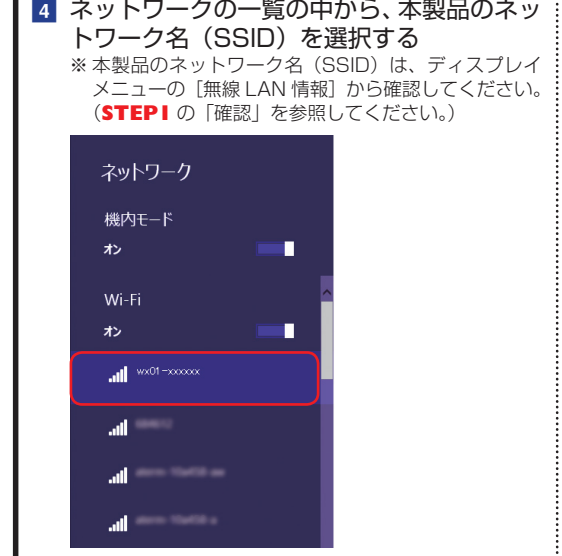 4 ネットワークの一覧の中から、本製品のネッ
トワーク名（SSID）を選択する
※ 本製品のネットワーク名（SSID）は、ディスプレイ
メニューの［無線 LAN 情報］から確認してください。
（STEP1 の「確認」を参照してください。）
ネットワーク
機内モード
オン
Wi-Fi
オン
wx01-xxxxxx